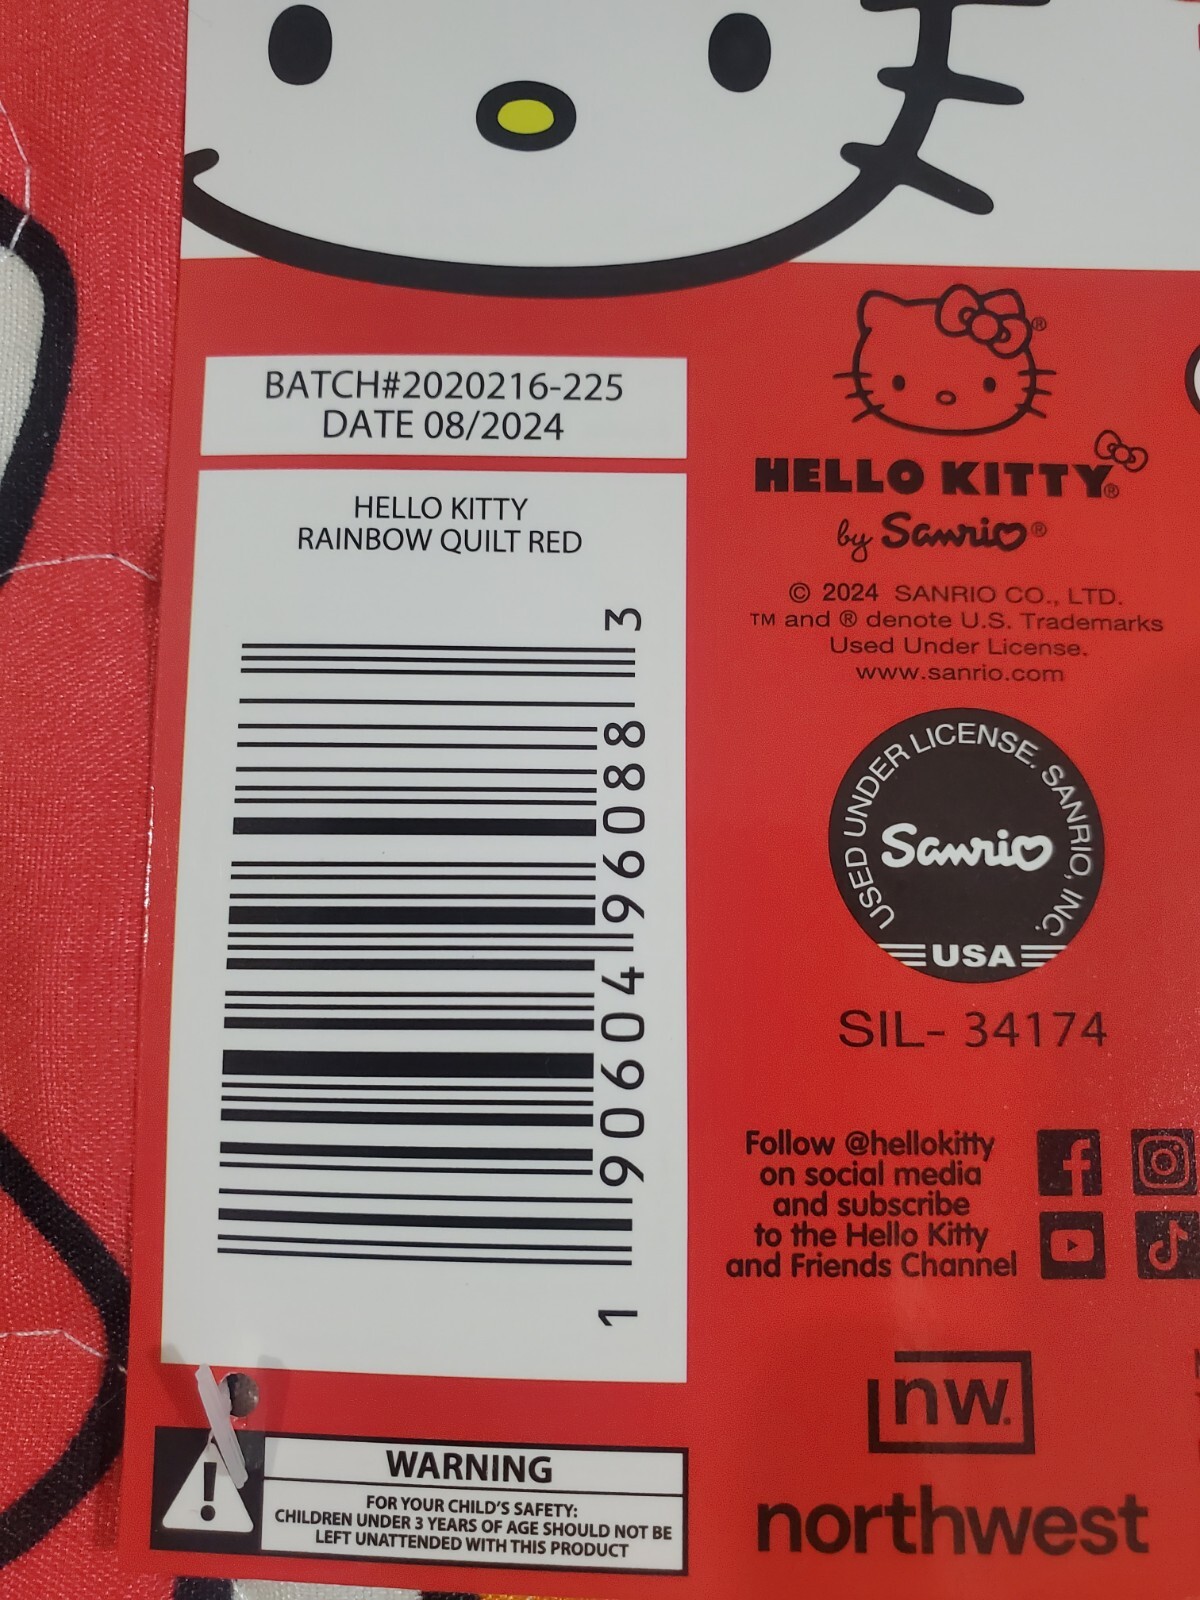 BATCH#2020216-225
DATE 08/2024
HELLO KITTY
RAINBOW QUILT RED
1 90604 96088 3
WARNING
FOR YOUR CHILD'S SAFETY:
CHILDREN UNDER 3 YEARS OF AGE SHOULD NOT BE
LEFT UNATTENDED WITH THIS PRODUCT
®
HELLO KITTY®
by Sanrio®
© 2024 SANRIO CO., LTD.
TM and ® denote U.S. Trademarks
Used Under License.
www.sanrio.com
USED UNDER LICENSE. SANRIO, INC.
Sanrio
USA
SIL- 34174
Follow @hellokitty
on social media
and subscribe
to the Hello Kitty
and Friends Channel
nw.
northwest